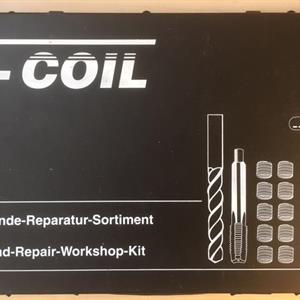 - COIL
nde-Reparatur-Sortiment
nd-Repair-Workshop-Kit